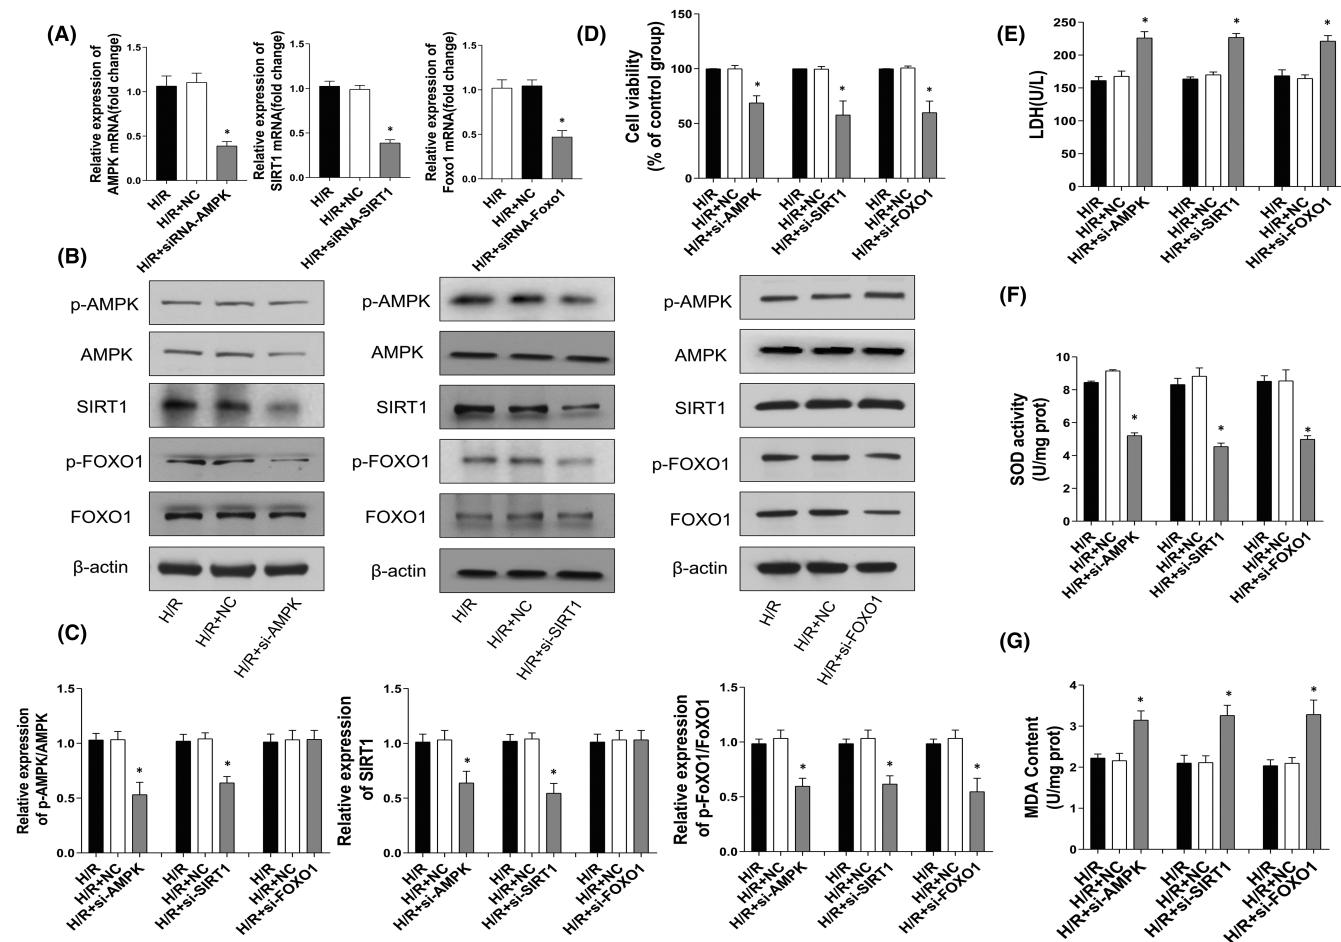 (A)
Relative expression of
AMPK mRNA(fold change)
1.5
1.0
0.5
0.0
*
H/R
H/R+NC
H/R+siRNA-AMPK
Relative expression of
SIRT1 mRNA(fold change)
1.5
1.0
0.5
0.0
*
H/R
H/R+NC
H/R+siRNA-SIRT1
Relative expression of
Foxo1 mRNA(fold change)
1.5
1.0
0.5
0.0
*
H/R
H/R+NC
H/R+siRNA-Foxo1
(D)
Cell viability
(% of control group)
150
100
50
0
* * *
H/R
H/R+NC
H/R+si-AMPK
H/R
H/R+NC
H/R+si-SIRT1
H/R
H/R+NC
H/R+si-FOXO1
(E)
LDH(U/L)
250
200
150
100
50
0
* * *
H/R
H/R+NC
H/R+si-AMPK
H/R
H/R+NC
H/R+si-SIRT1
H/R
H/R+NC
H/R+si-FOXO1
(B)
p-AMPK
AMPK
SIRT1
p-FOXO1
FOXO1
β-actin
H/R
H/R+NC
H/R+si-AMPK
p-AMPK
AMPK
SIRT1
p-FOXO1
FOXO1
β-actin
H/R
H/R+NC
H/R+si-SIRT1
p-AMPK
AMPK
SIRT1
p-FOXO1
FOXO1
β-actin
H/R
H/R+NC
H/R+si-FOXO1
(F)
SOD activity
(U/mg prot)
10
8
6
4
2
0
* * *
H/R
H/R+NC
H/R+si-AMPK
H/R
H/R+NC
H/R+si-SIRT1
H/R
H/R+NC
H/R+si-FOXO1
(C)
Relative expression
of p-AMPK/AMPK
1.5
1.0
0.5
0.0
* *
H/R
H/R+NC
H/R+si-AMPK
H/R
H/R+NC
H/R+si-SIRT1
H/R
H/R+NC
H/R+si-FOXO1
Relative expression
of SIRT1
1.5
1.0
0.5
0.0
* *
H/R
H/R+NC
H/R+si-AMPK
H/R
H/R+NC
H/R+si-SIRT1
H/R
H/R+NC
H/R+si-FOXO1
Relative expression
of p-FoXO1/FoXO1
1.5
1.0
0.5
0.0
* * *
H/R
H/R+NC
H/R+si-AMPK
H/R
H/R+NC
H/R+si-SIRT1
H/R
H/R+NC
H/R+si-FOXO1
(G)
MDA Content
(U/mg prot)
4
3
2
1
0
* * *
H/R
H/R+NC
H/R+si-AMPK
H/R
H/R+NC
H/R+si-SIRT1
H/R
H/R+NC
H/R+si-FOXO1